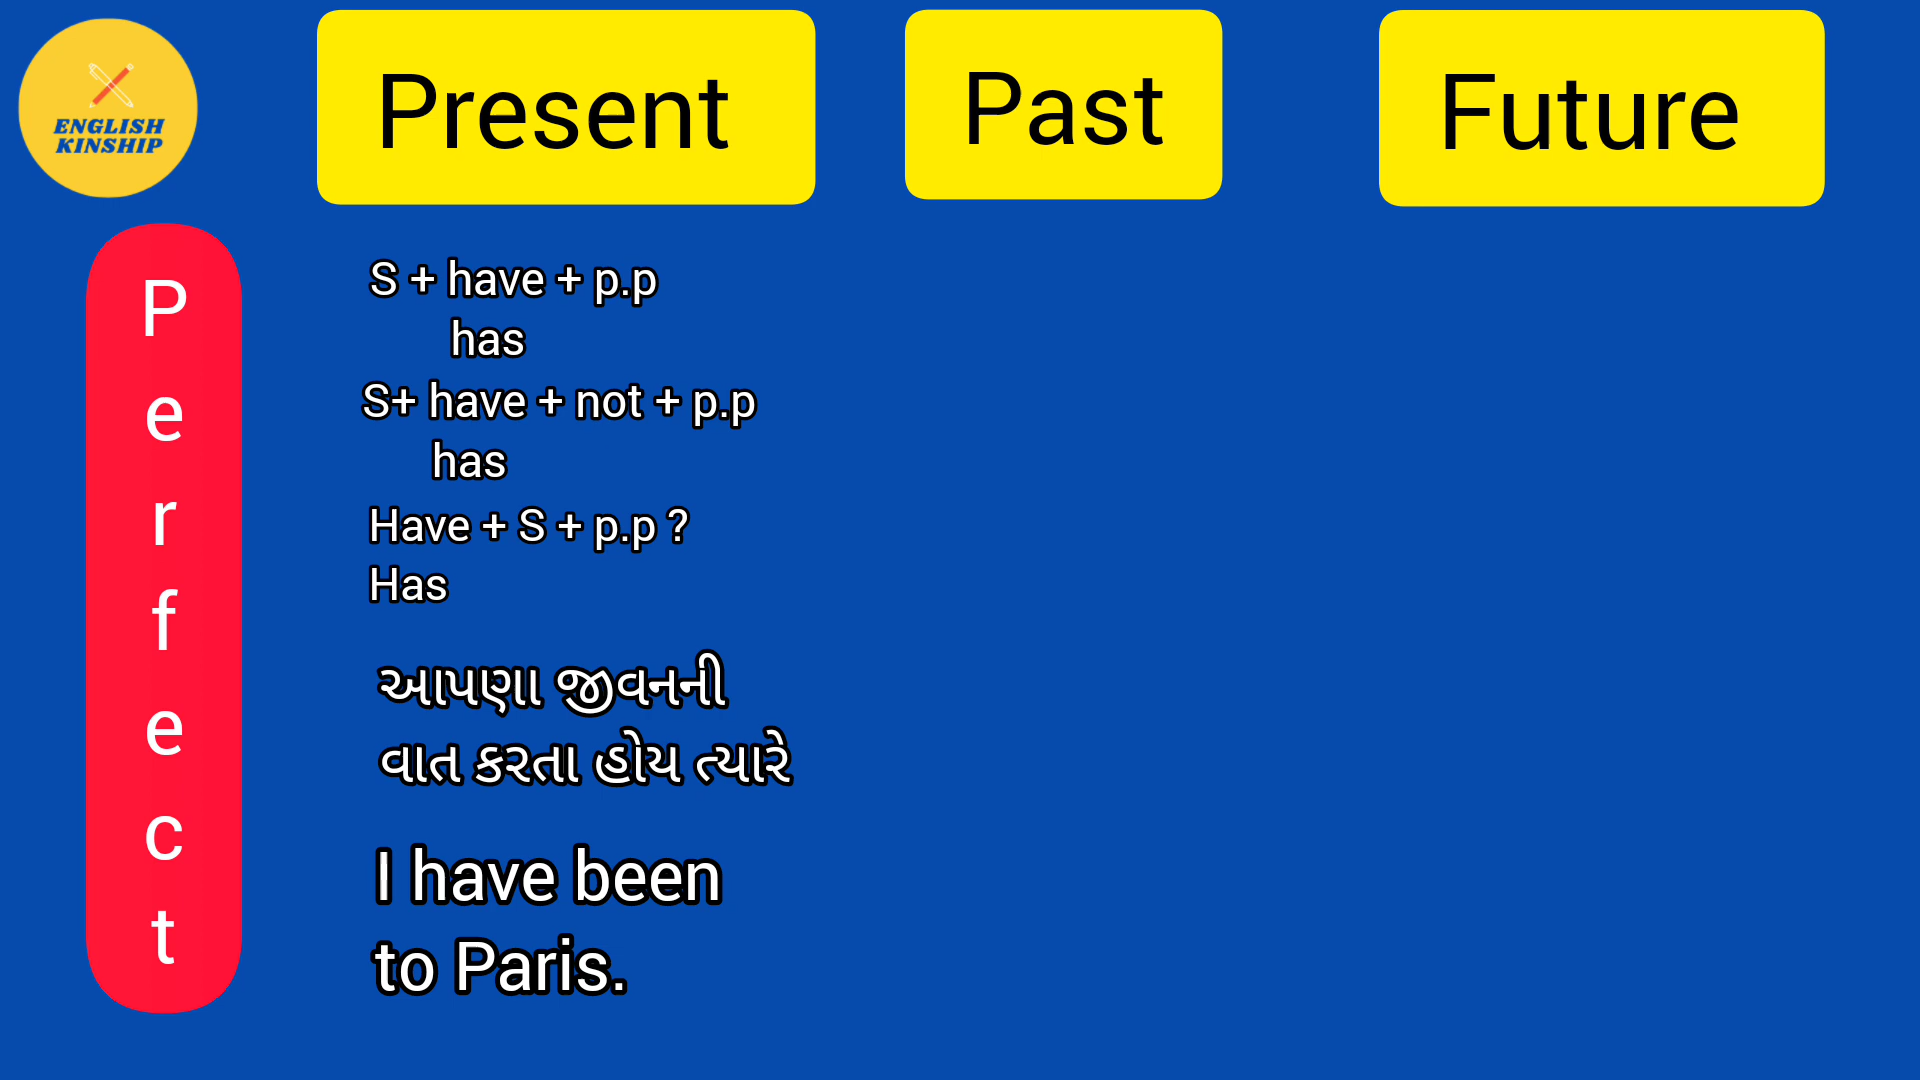 ENGLISH
KINSHIP
Present
Past
Future
P
e
r
f
e
c
t
S + have + p.p
has
S+ have + not + p.p
has
Have + S + p.p ?
Has
આપણા જીવનની
વાત કરતા હોય ત્યારે
I have been
to Paris.